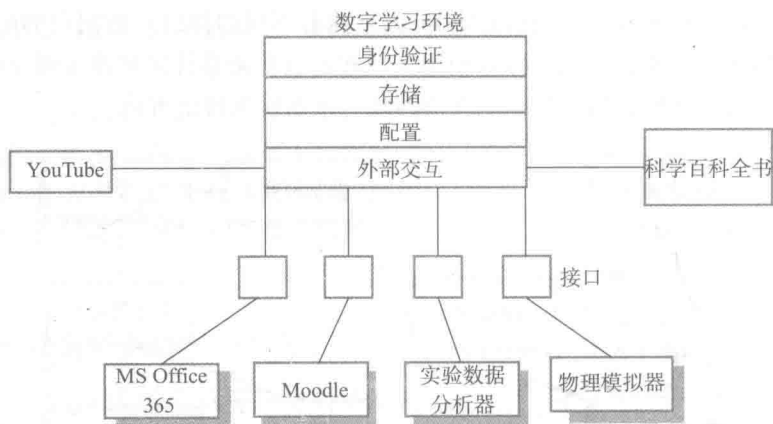 数字学习环境
身份验证
存储
配置
外部交互
YouTube
科学百科全书
接口
MS Office
365
Moodle
实验数据
分析器
物理模拟器